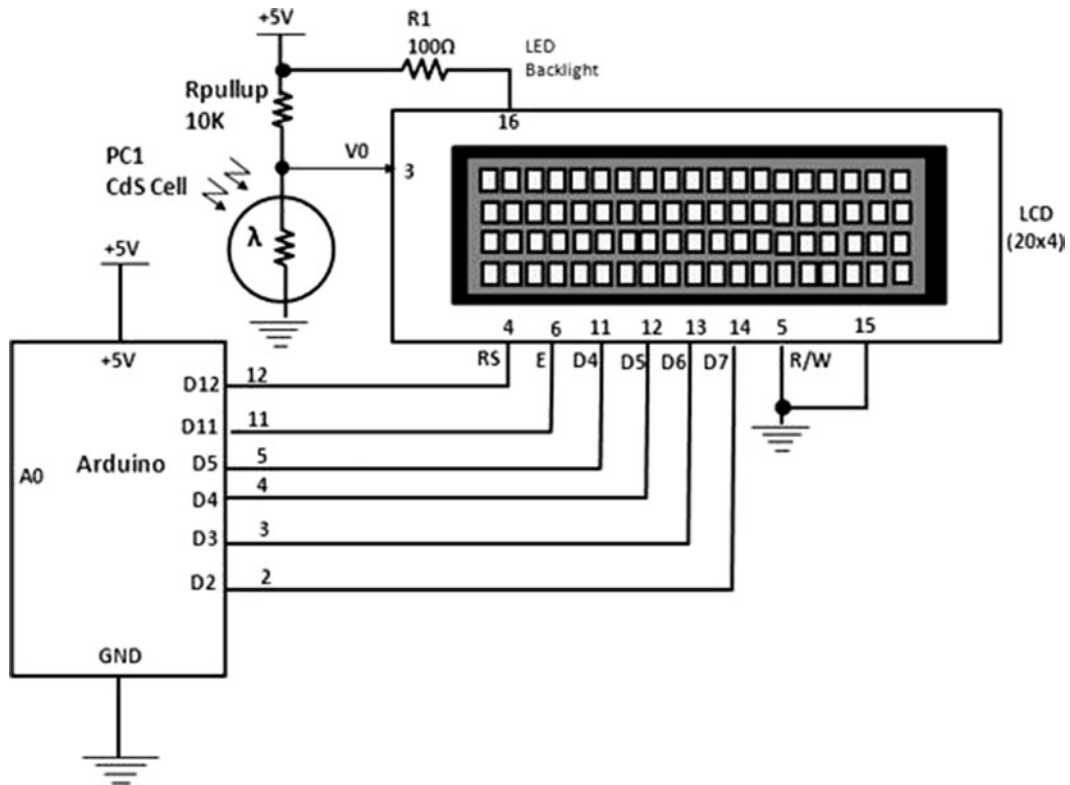 +5V
R1
100Ω
LED
Backlight
Rpullup
10K
16
PC1
CdS Cell
V0
3
λ
LCD
(20x4)
+5V
4
6
11
12
13
14
5
15
RS
E
D4
D5
D6
D7
R/W
+5V
D12
12
D11
11
A0
Arduino
D5
5
D4
4
D3
3
D2
2
GND